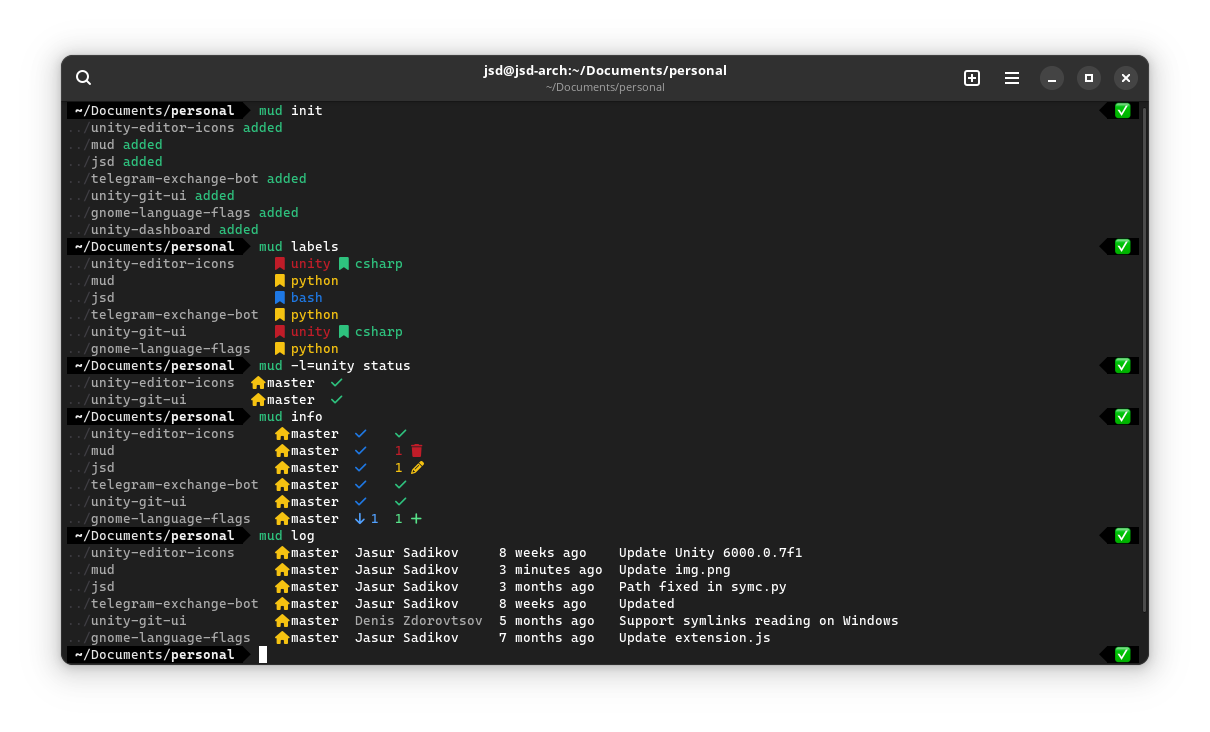 jsd@jsd-arch:~/Documents/personal
~/Documents/personal
~/Documents/personal mud init
../unity-editor-icons added
../mud added
../jsd added
../telegram-exchange-bot added
../unity-git-ui added
../gnome-language-flags added
../unity-dashboard added
~/Documents/personal mud labels
../unity-editor-icons unity csharp
../mud python
../jsd bash
../telegram-exchange-bot python
../unity-git-ui unity csharp
../gnome-language-flags python
~/Documents/personal mud -l=unity status
../unity-editor-icons master ✓
../unity-git-ui master ✓
~/Documents/personal mud info
../unity-editor-icons master ✓ ✓
../mud master ✓ 1
../jsd master ✓ 1
../telegram-exchange-bot master ✓ ✓
../unity-git-ui master ✓ ✓
../gnome-language-flags master ↓ 1 1 +
~/Documents/personal mud log
../unity-editor-icons master Jasur Sadikov 8 weeks ago Update Unity 6000.0.7f1
../mud master Jasur Sadikov 3 minutes ago Update img.png
../jsd master Jasur Sadikov 3 months ago Path fixed in symc.py
../telegram-exchange-bot master Jasur Sadikov 8 weeks ago Updated
../unity-git-ui master Denis Zdorovtsov 5 months ago Support symlinks reading on Windows
../gnome-language-flags master Jasur Sadikov 7 months ago Update extension.js
~/Documents/personal